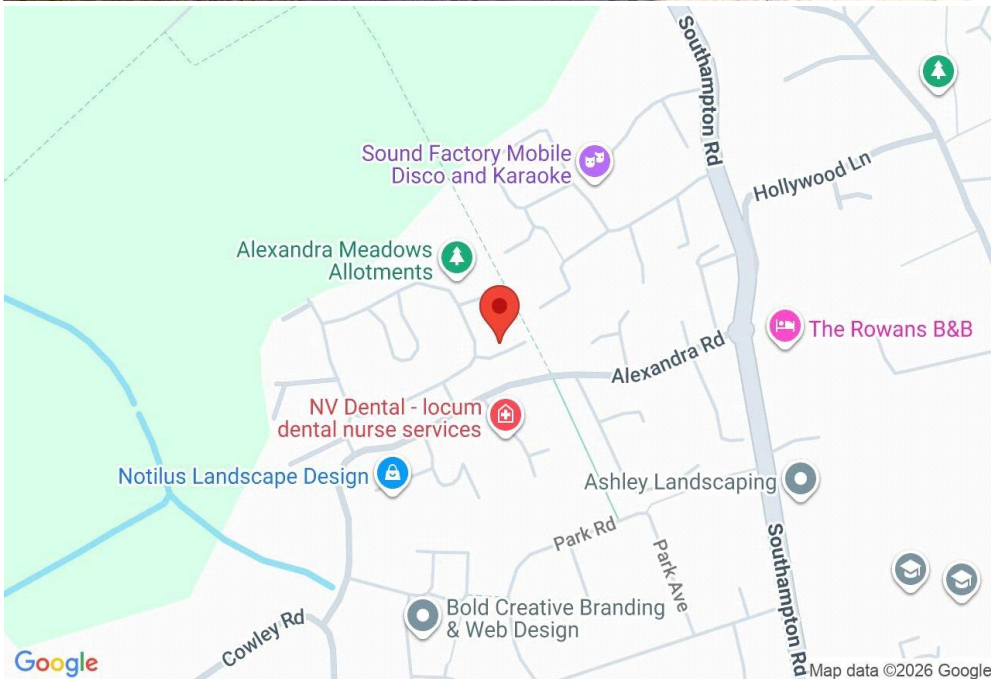 Southampton Rd
Sound Factory Mobile
Disco and Karaoke
Hollywood Ln
Alexandra Meadows
Allotments
The Rowans B&B
Alexandra Rd
NV Dental - locum
dental nurse services
Notilus Landscape Design
Ashley Landscaping
Park Rd
Park Ave
Southampton Rd
Bold Creative Branding
& Web Design
Cowley Rd
Google
Map data ©2026 Google